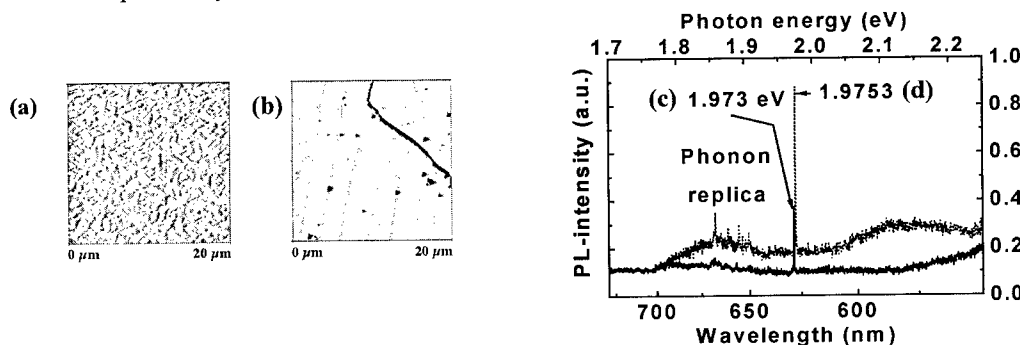 (a)
0 µm 20 µm
(b)
0 µm 20 µm
Photon energy (eV)
1.7 1.8 1.9 2.0 2.1 2.2
(c) 1.973 eV
1.9753 (d)
Phonon
replica
PL-intensity (a.u.)
1.0
0.8
0.6
0.4
0.2
0.0
700 650 600
Wavelength (nm)